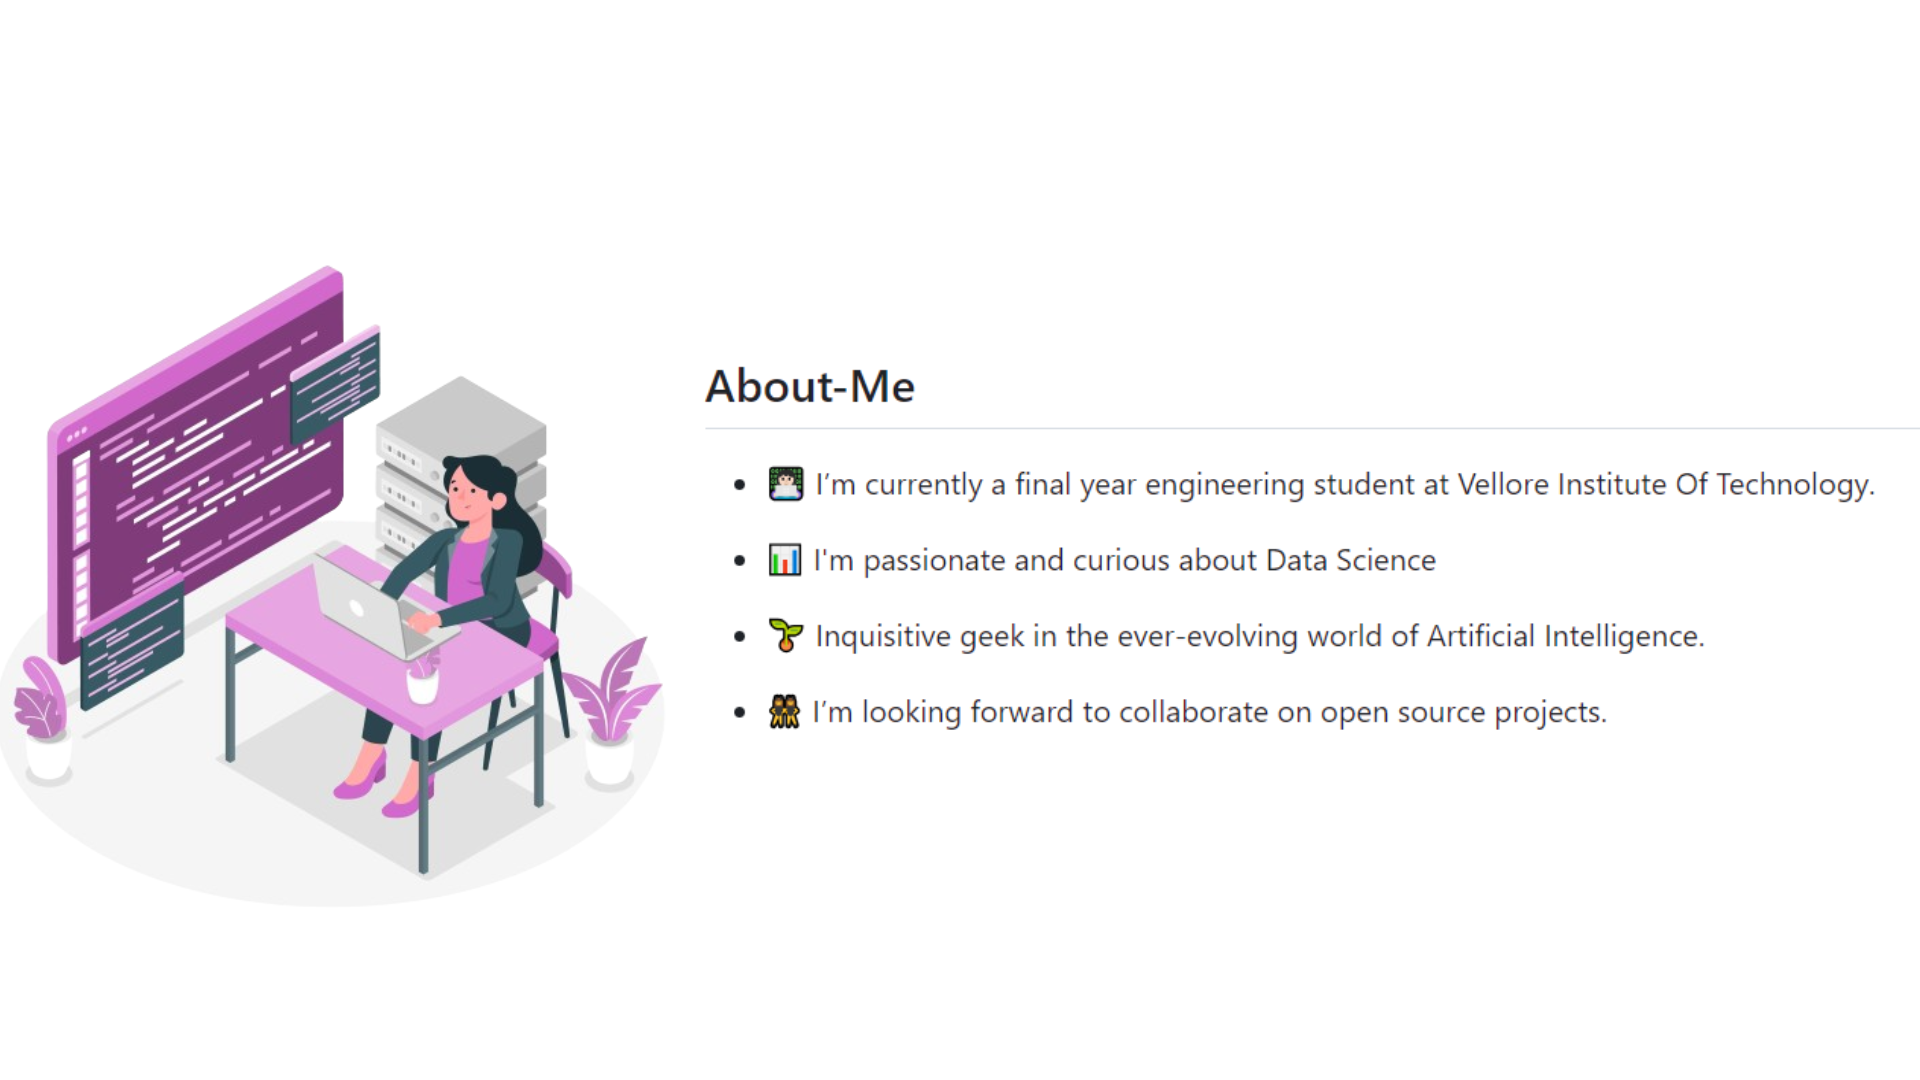 About-Me
👩🏻‍💻 I’m currently a final year engineering student at Vellore Institute Of Technology.
📊 I'm passionate and curious about Data Science
🌱 Inquisitive geek in the ever-evolving world of Artificial Intelligence.
👯 I’m looking forward to collaborate on open source projects.